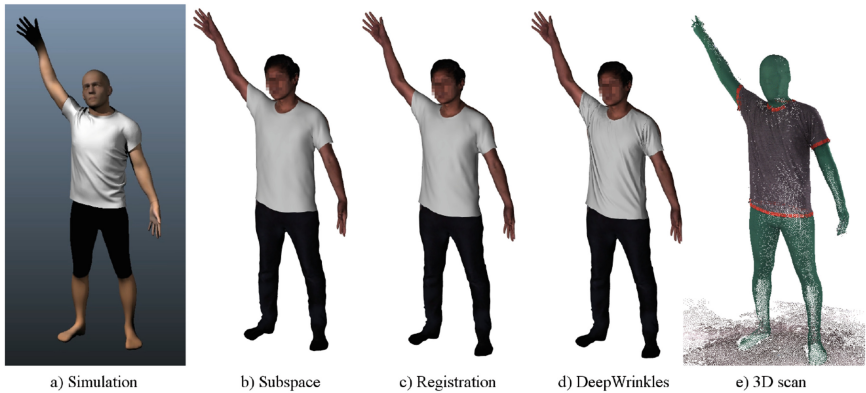 a) Simulation
b) Subspace
c) Registration
d) DeepWrinkles
e) 3D scan